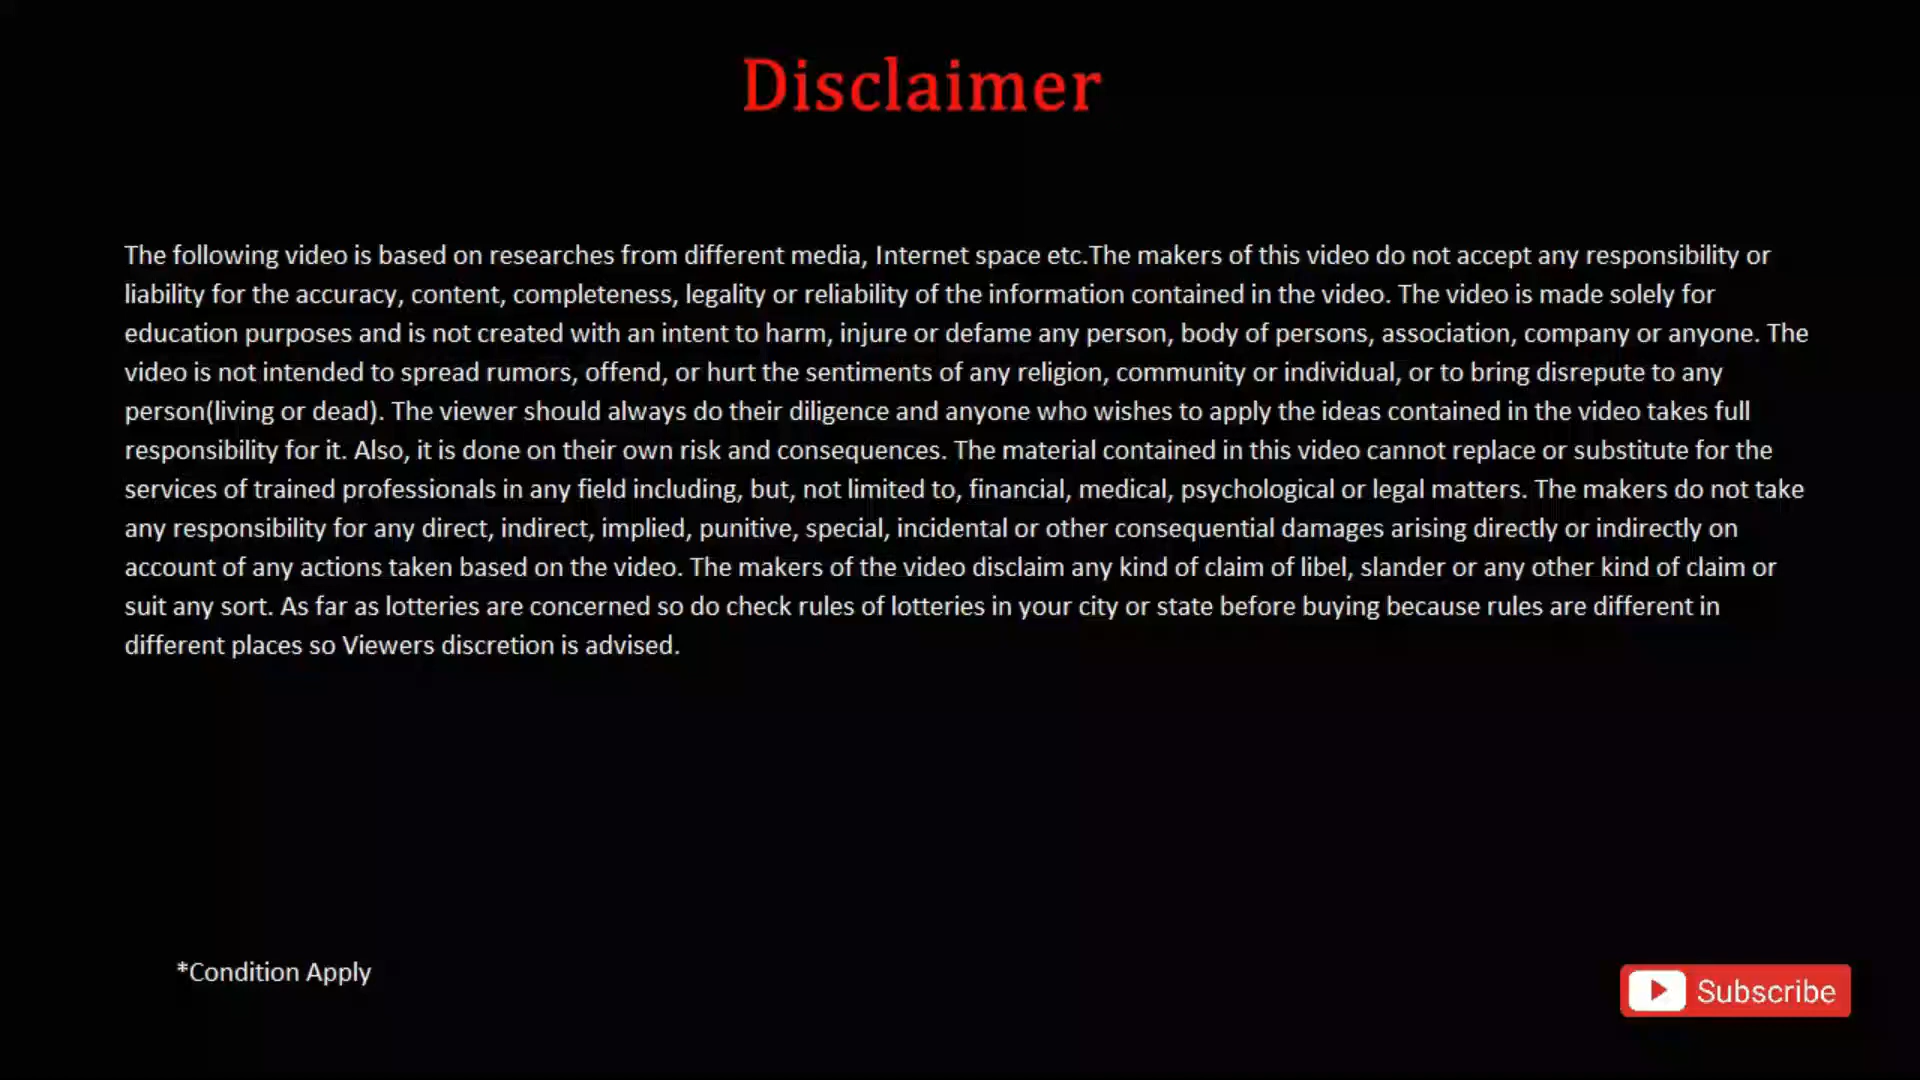 Disclaimer
The following video is based on researches from different media, Internet space etc.The makers of this video do not accept any responsibility or
liability for the accuracy, content, completeness, legality or reliability of the information contained in the video. The video is made solely for
education purposes and is not created with an intent to harm, injure or defame any person, body of persons, association, company or anyone. The
video is not intended to spread rumors, offend, or hurt the sentiments of any religion, community or individual, or to bring disrepute to any
person(living or dead). The viewer should always do their diligence and anyone who wishes to apply the ideas contained in the video takes full
responsibility for it. Also, it is done on their own risk and consequences. The material contained in this video cannot replace or substitute for the
services of trained professionals in any field including, but, not limited to, financial, medical, psychological or legal matters. The makers do not take
any responsibility for any direct, indirect, implied, punitive, special, incidental or other consequential damages arising directly or indirectly on
account of any actions taken based on the video. The makers of the video disclaim any kind of claim of libel, slander or any other kind of claim or
suit any sort. As far as lotteries are concerned so do check rules of lotteries in your city or state before buying because rules are different in
different places so Viewers discretion is advised.
*Condition Apply
Subscribe